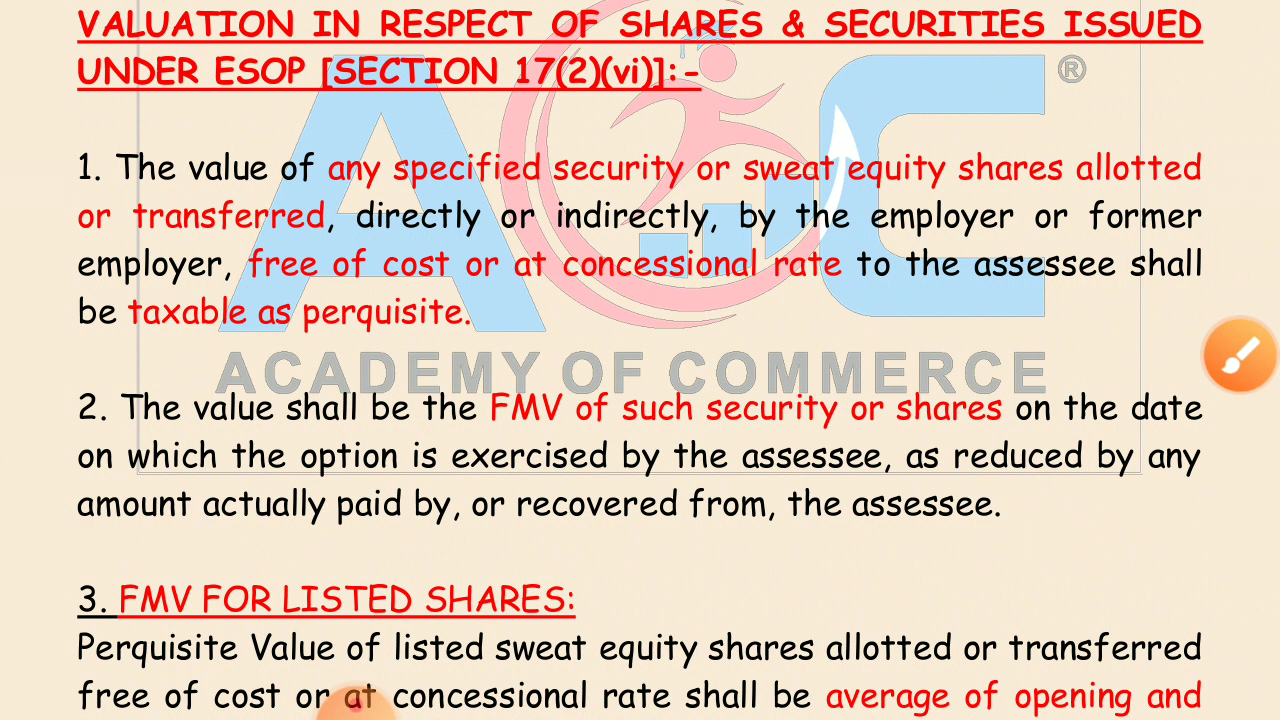 VALUATION IN RESPECT OF SHARES & SECURITIES ISSUED
UNDER ESOP [SECTION 17(2)(vi)]:-
®
1. The value of any specified security or sweat equity shares allotted
or transferred, directly or indirectly, by the employer or former
employer, free of cost or at concessional rate to the assessee shall
be taxable as perquisite.
ACADEMY OF COMMERCE
2. The value shall be the FMV of such security or shares on the date
on which the option is exercised by the assessee, as reduced by any
amount actually paid by, or recovered from, the assessee.
3. FMV FOR LISTED SHARES:
Perquisite Value of listed sweat equity shares allotted or transferred
free of cost or at concessional rate shall be average of opening and